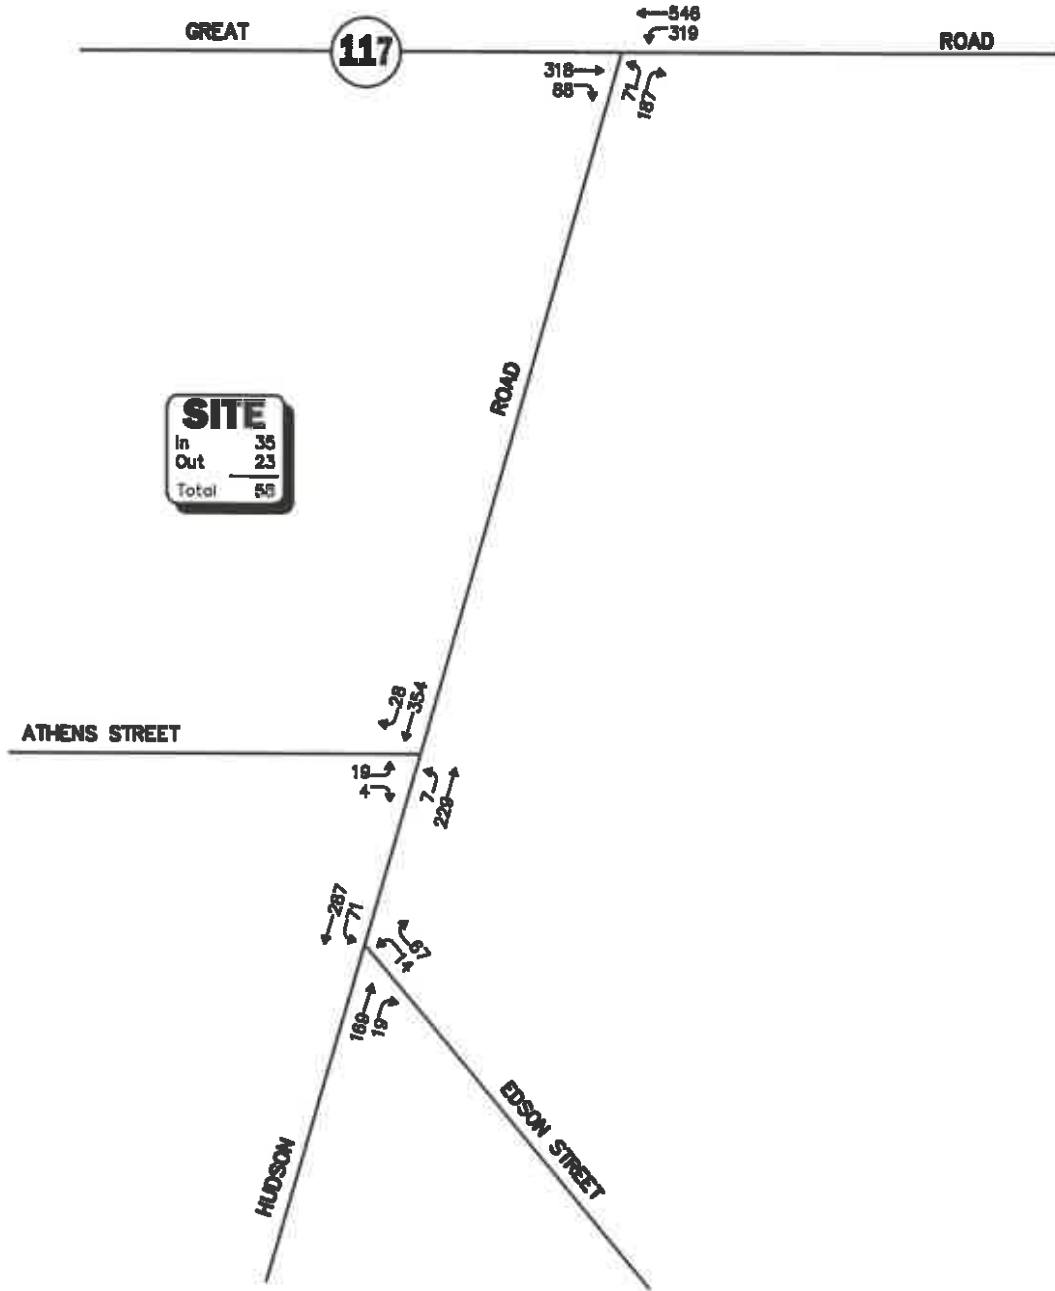 GREAT
117
546
319
ROAD
318
88
71
187
ROAD
SITE
In 35
Out 23
Total 58
28
354
ATHENS STREET
19
4
7
229
287
71
67
14
169
19
EDSON STREET
HUDSON